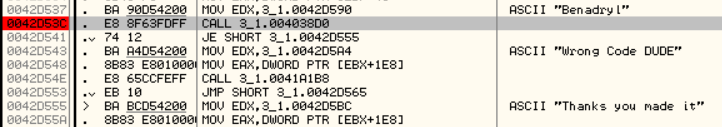 0042D537 . BA 90D54200 MOV EDX,3_1.0042D590 ASCII "Benadryl"
0042D53C . E8 8F63FDFF CALL 3_1.004038D0
0042D541 .v 74 12 JE SHORT 3_1.0042D555
0042D543 . BA A4D54200 MOV EDX,3_1.0042D5A4 ASCII "Wrong Code DUDE"
0042D548 . 8B83 E8010000 MOV EAX,DWORD PTR [EBX+1E8]
0042D54E . E8 65CCFEFF CALL 3_1.0041A1B8
0042D553 .v EB 10 JMP SHORT 3_1.0042D565
0042D555 > BA BCD54200 MOV EDX,3_1.0042D5BC ASCII "Thanks you made it"
0042D55A . 8B83 E8010000 MOV EAX,DWORD PTR [EBX+1E8]